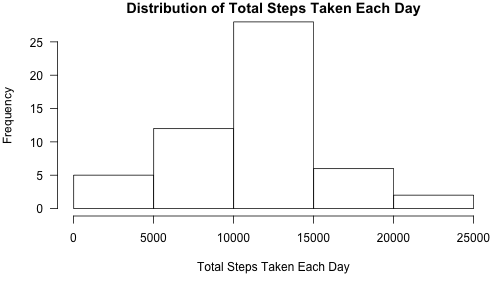 Distribution of Total Steps Taken Each Day
Frequency
25
20
15
10
5
0
0 5000 10000 15000 20000 25000
Total Steps Taken Each Day